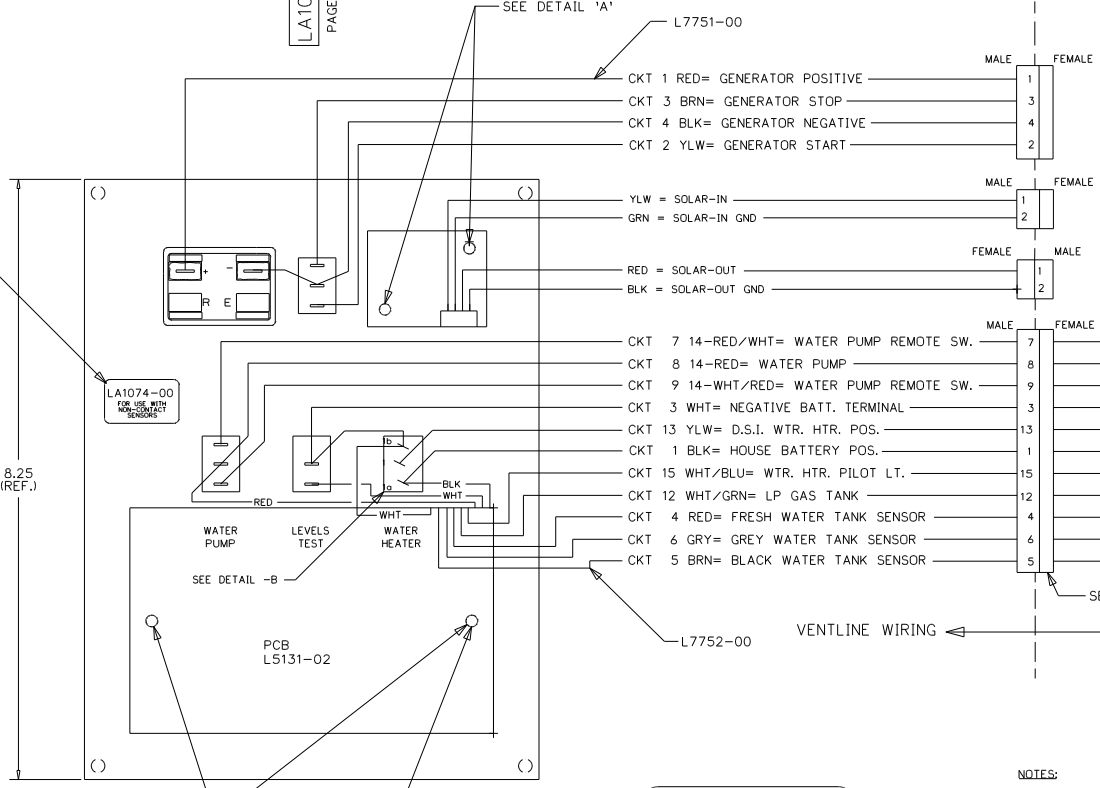 LA10
PAGE
SEE DETAIL 'A'
L7751-00
MALE
FEMALE
CKT 1 RED= GENERATOR POSITIVE
1
CKT 3 BRN= GENERATOR STOP
3
CKT 4 BLK= GENERATOR NEGATIVE
4
CKT 2 YLW= GENERATOR START
2
MALE
FEMALE
YLW = SOLAR-IN
1
GRN = SOLAR-IN GND
2
FEMALE
MALE
RED = SOLAR-OUT
1
BLK = SOLAR-OUT GND
2
+ -
R E
MALE
FEMALE
CKT 7 14-RED/WHT= WATER PUMP REMOTE SW.
7
CKT 8 14-RED= WATER PUMP
8
CKT 9 14-WHT/RED= WATER PUMP REMOTE SW.
9
CKT 3 WHT= NEGATIVE BATT. TERMINAL
3
CKT 13 YLW= D.S.I. WTR. HTR. POS.
13
CKT 1 BLK= HOUSE BATTERY POS.
1
CKT 15 WHT/BLU= WTR. HTR. PILOT LT.
15
CKT 12 WHT/GRN= LP GAS TANK
12
CKT 4 RED= FRESH WATER TANK SENSOR
4
CKT 6 GRY= GREY WATER TANK SENSOR
6
CKT 5 BRN= BLACK WATER TANK SENSOR
5
LA1074-00
FOR USE WITH
NON-CONTACT
SENSORS
8.25
(REF.)
1b
1
1a
BLK
WHT
RED
WHT
WATER
PUMP
LEVELS
TEST
WATER
HEATER
SEE DETAIL -B
SE
L7752-00
VENTLINE WIRING
PCB
L5131-02
NOTES: